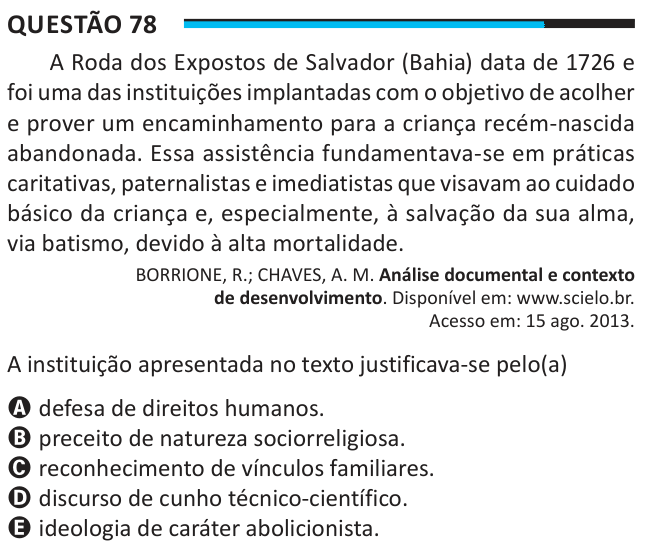 QUESTÃO 78
A Roda dos Expostos de Salvador (Bahia) data de 1726 e
foi uma das instituições implantadas com o objetivo de acolher
e prover um encaminhamento para a criança recém-nascida
abandonada. Essa assistência fundamentava-se em práticas
caritativas, paternalistas e imediatistas que visavam ao cuidado
básico da criança e, especialmente, à salvação da sua alma,
via batismo, devido à alta mortalidade.
BORRIONE, R.; CHAVES, A. M. Análise documental e contexto
de desenvolvimento. Disponível em: www.scielo.br.
Acesso em: 15 ago. 2013.
A instituição apresentada no texto justificava-se pelo(a)
A defesa de direitos humanos.
B preceito de natureza sociorreligiosa.
C reconhecimento de vínculos familiares.
D discurso de cunho técnico-científico.
E ideologia de caráter abolicionista.